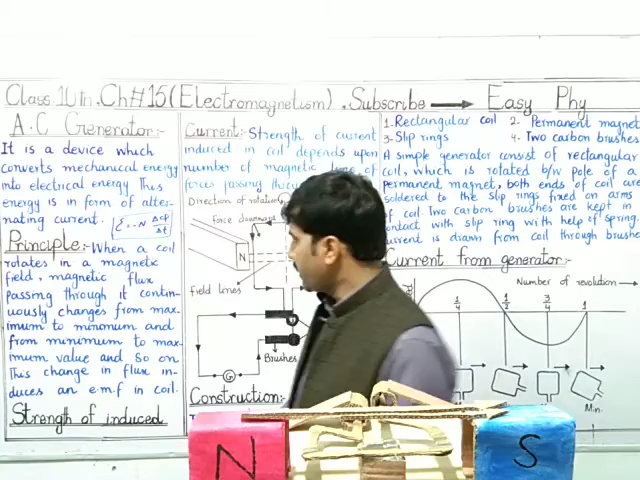 Class 10th. Ch#15 (Electromagnetism). Subscribe → Easy Phy
A.C Generator:-
It is a device which
converts mechanical energy
into electrical energy This
energy is in form of alter-
nating current.
Principle:- When a coil
rotates in a magnetic
field, magnetic flux
passing through it contin-
uously changes from max-
imum to minimum and
from minimum to max-
imum value and so on
This change in flux in-
duces an e.m.f in coil.
Strength of induced
Current:- Strength of current
induced in coil depends upon
number of magnetic lines of
forces passing
Direction of rotation
force downward
N
field lines
G
Brushes
Construction:-
1. Rectangular coil 2. Permanent magnet
3- Slip rings 4- Two carbon brushes
A simple generator consist of rectangular
coil, which is rotated b/w pole of a
permanent magnet, both ends of coil are
soldered to the slip rings fixed on arms
of coil Two carbon brushes are kept in
contact with slip ring with help of spring.
Current is drawn from coil through brushe
Current from generator:-
Number of revolution →
1/4 1/2 3/4 1
Min.
N S